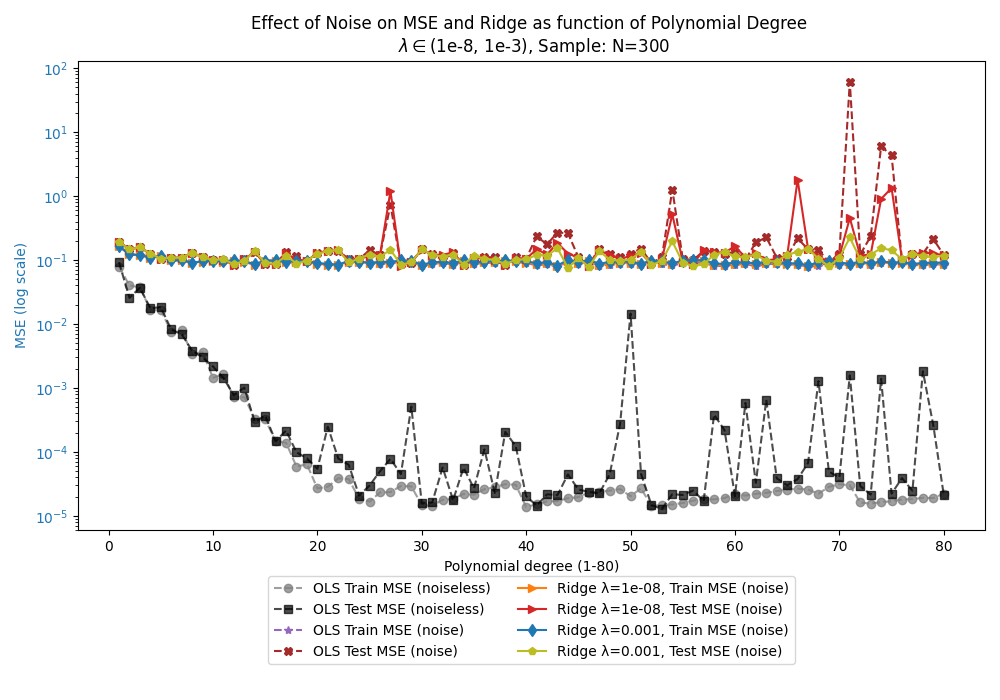 Effect of Noise on MSE and Ridge as function of Polynomial Degree
λ ∈ (1e-8, 1e-3), Sample: N=300
MSE (log scale)
10²
10¹
10⁰
10⁻¹
10⁻²
10⁻³
10⁻⁴
10⁻⁵
0 10 20 30 40 50 60 70 80
Polynomial degree (1-80)
OLS Train MSE (noiseless)
OLS Test MSE (noiseless)
OLS Train MSE (noise)
OLS Test MSE (noise)
Ridge λ=1e-08, Train MSE (noise)
Ridge λ=1e-08, Test MSE (noise)
Ridge λ=0.001, Train MSE (noise)
Ridge λ=0.001, Test MSE (noise)